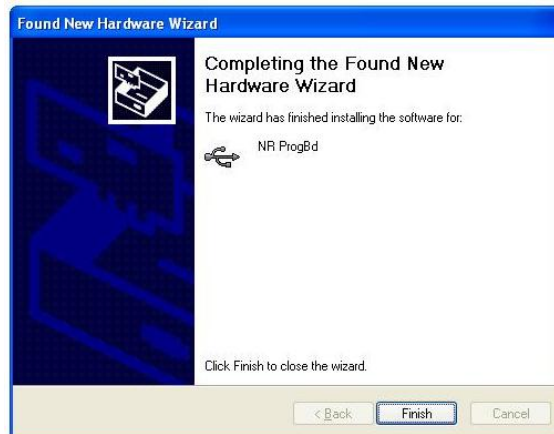 Found New Hardware Wizard
Completing the Found New
Hardware Wizard
The wizard has finished installing the software for:
NR ProgBd
Click Finish to close the wizard.
< Back
Finish
Cancel